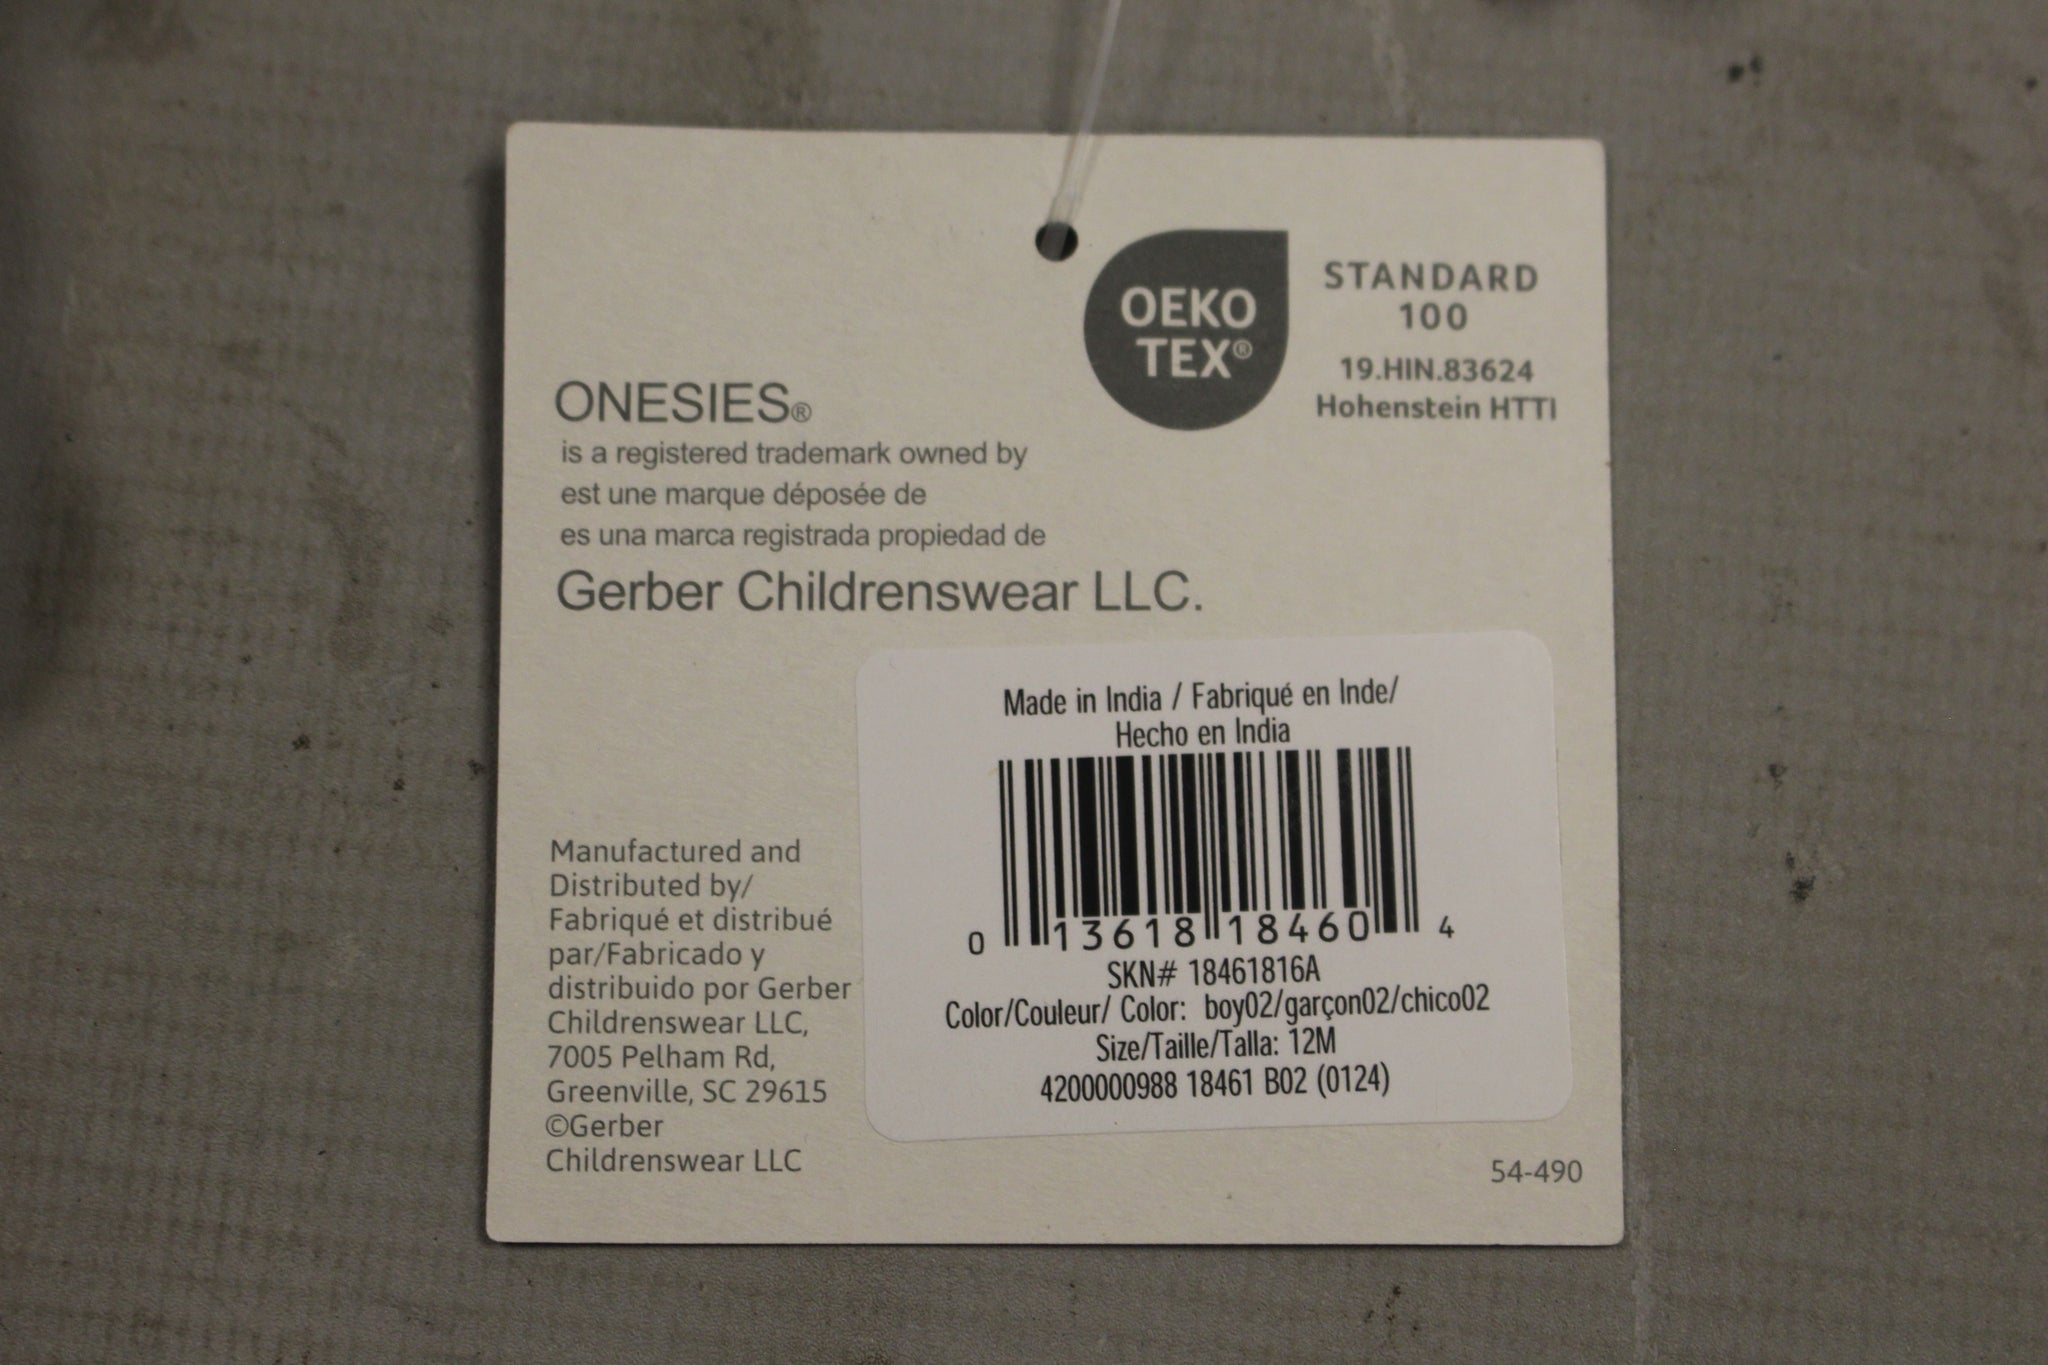 OEKO
TEX®
STANDARD
100
19.HIN.83624
Hohenstein HTTI
ONESIES®
is a registered trademark owned by
est une marque déposée de
es una marca registrada propiedad de
Gerber Childrenswear LLC.
Made in India / Fabriqué en Inde/
Hecho en India
0 13618 18460 4
SKN# 18461816A
Color/Couleur/ Color: boy02/garçon02/chico02
Size/Taille/Talla: 12M
4200000988 18461 B02 (0124)
Manufactured and
Distributed by/
Fabriqué et distribué
par/Fabricado y
distribuido por Gerber
Childrenswear LLC,
7005 Pelham Rd,
Greenville, SC 29615
©Gerber
Childrenswear LLC
54-490